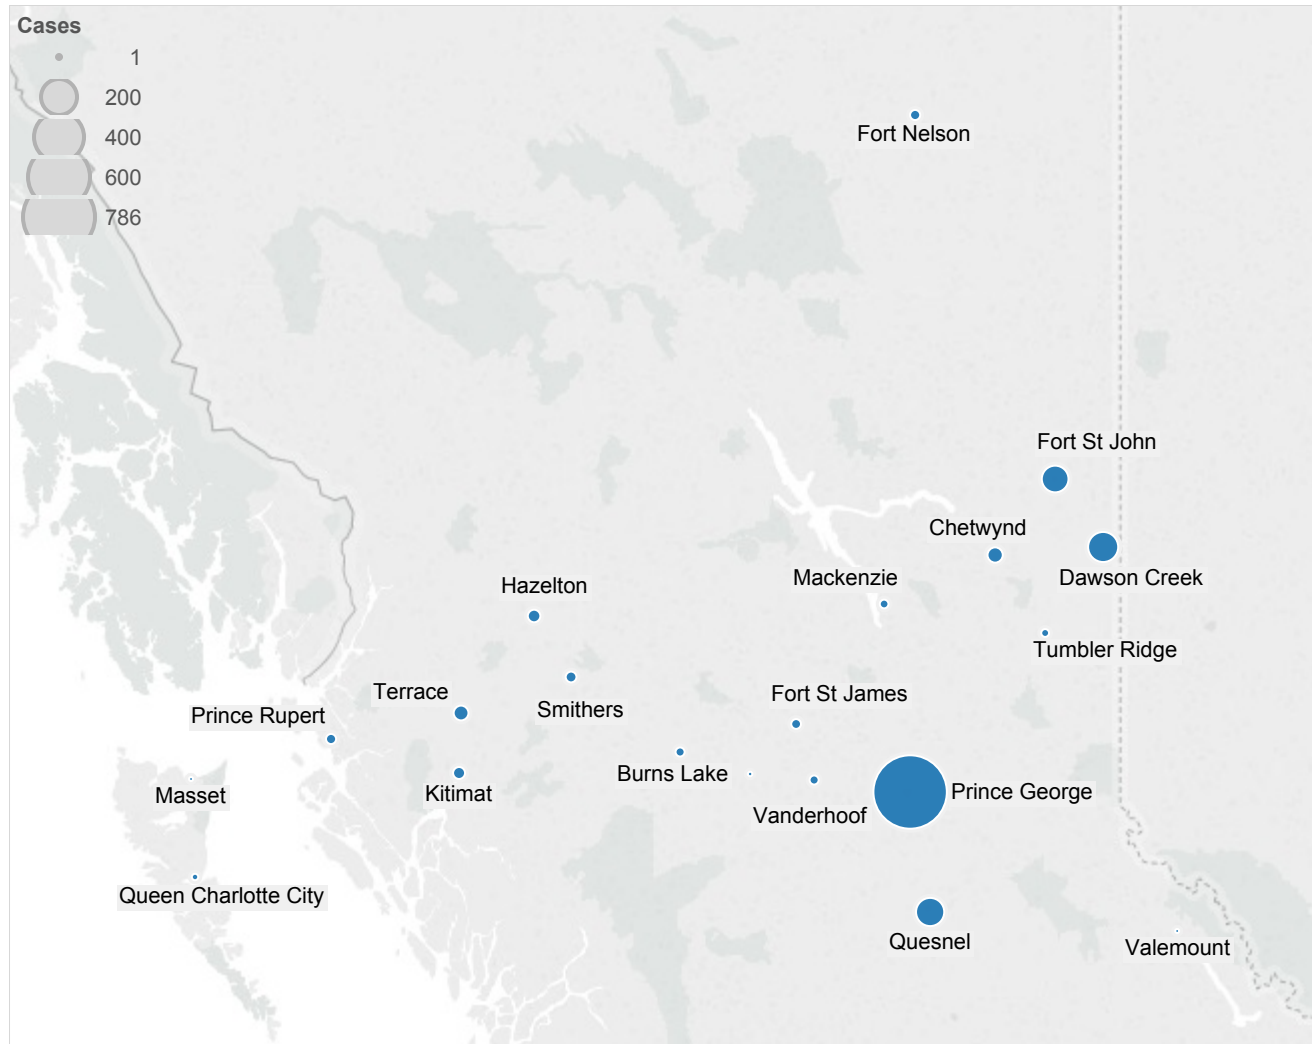 Cases
1
200
400
600
786
Fort Nelson
Fort St John
Chetwynd
Dawson Creek
Mackenzie
Hazelton
Tumbler Ridge
Terrace
Fort St James
Smithers
Prince Rupert
Burns Lake
Kitimat
Masset
Vanderhoof
Prince George
Queen Charlotte City
Quesnel
Valemount